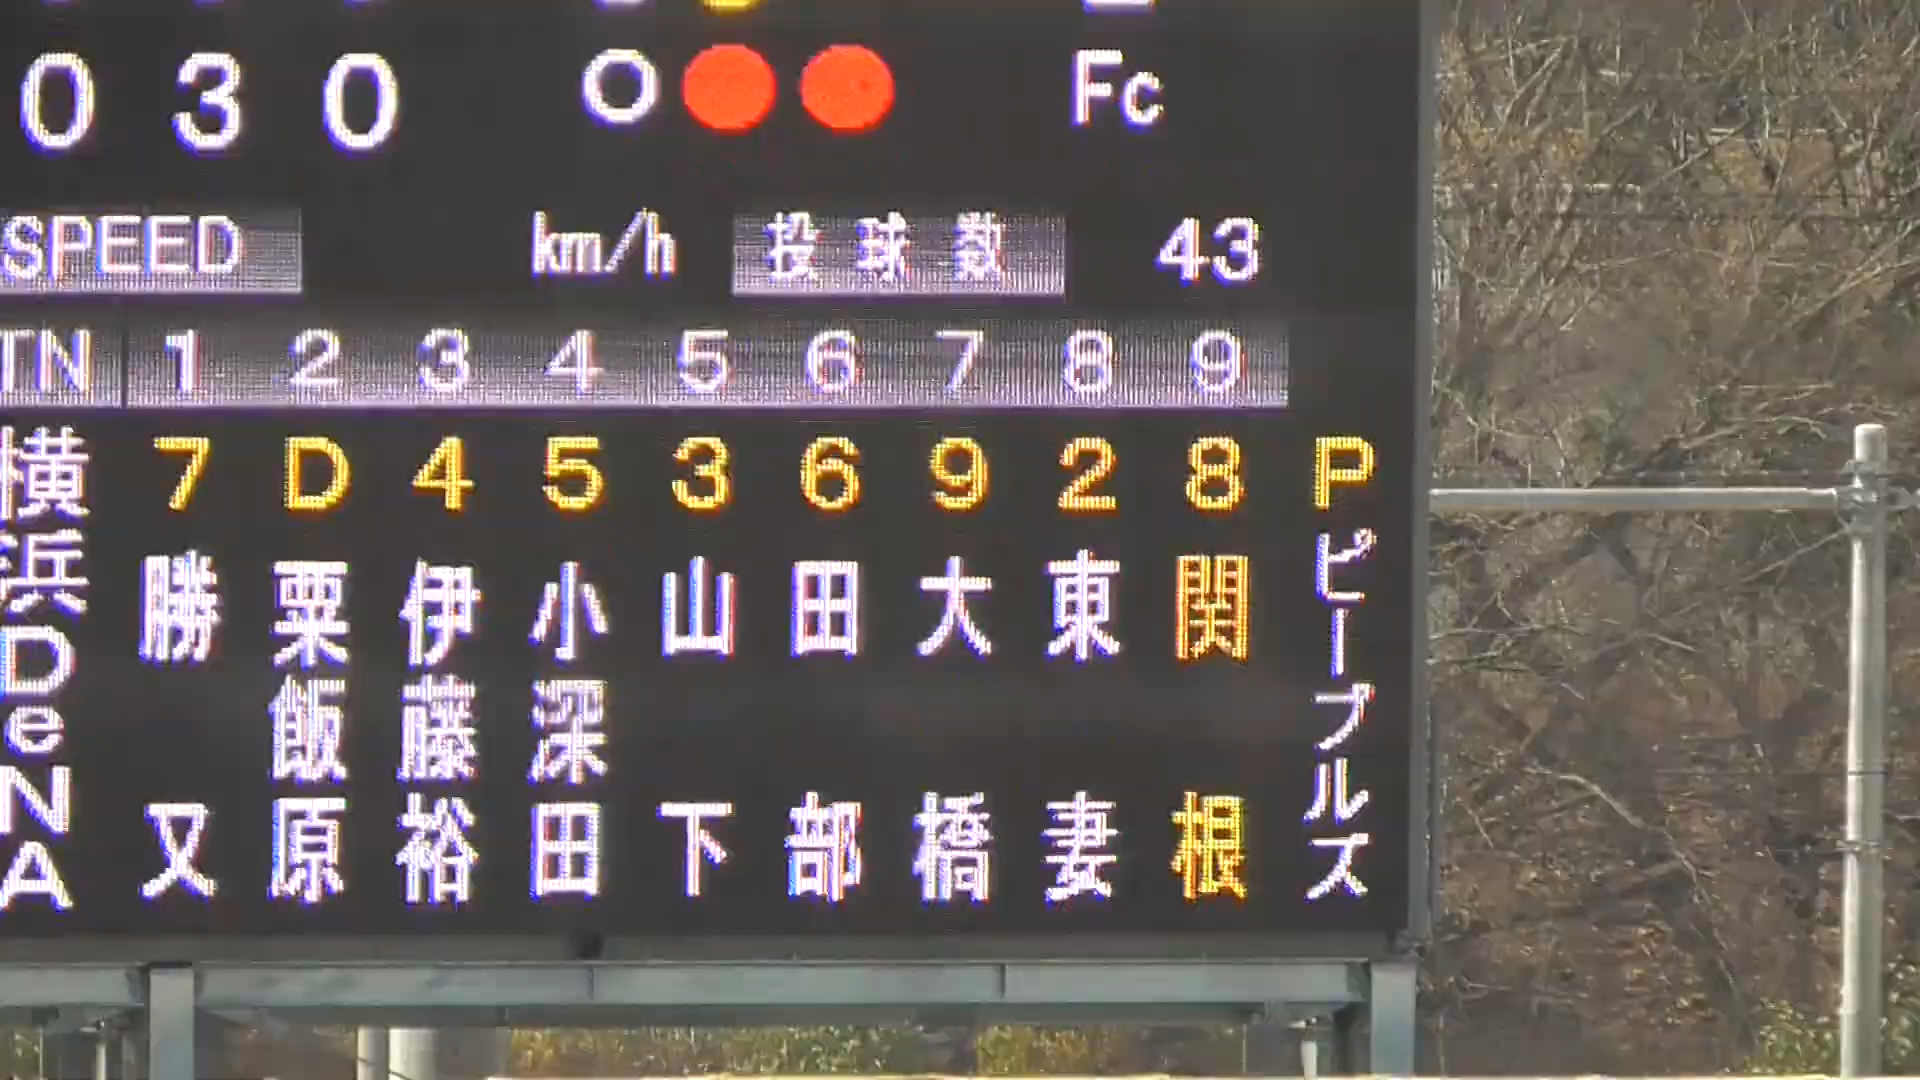 0 3 0 O Fc
SPEED km/h 投球数 43
1 2 3 4 5 6 7 8 9
7 D 4 5 3 6 9 2 8 P
横浜DeNA
勝又
粟飯原
伊藤裕
小深田
山下
田部
大橋
東妻
関根
ピープルズ